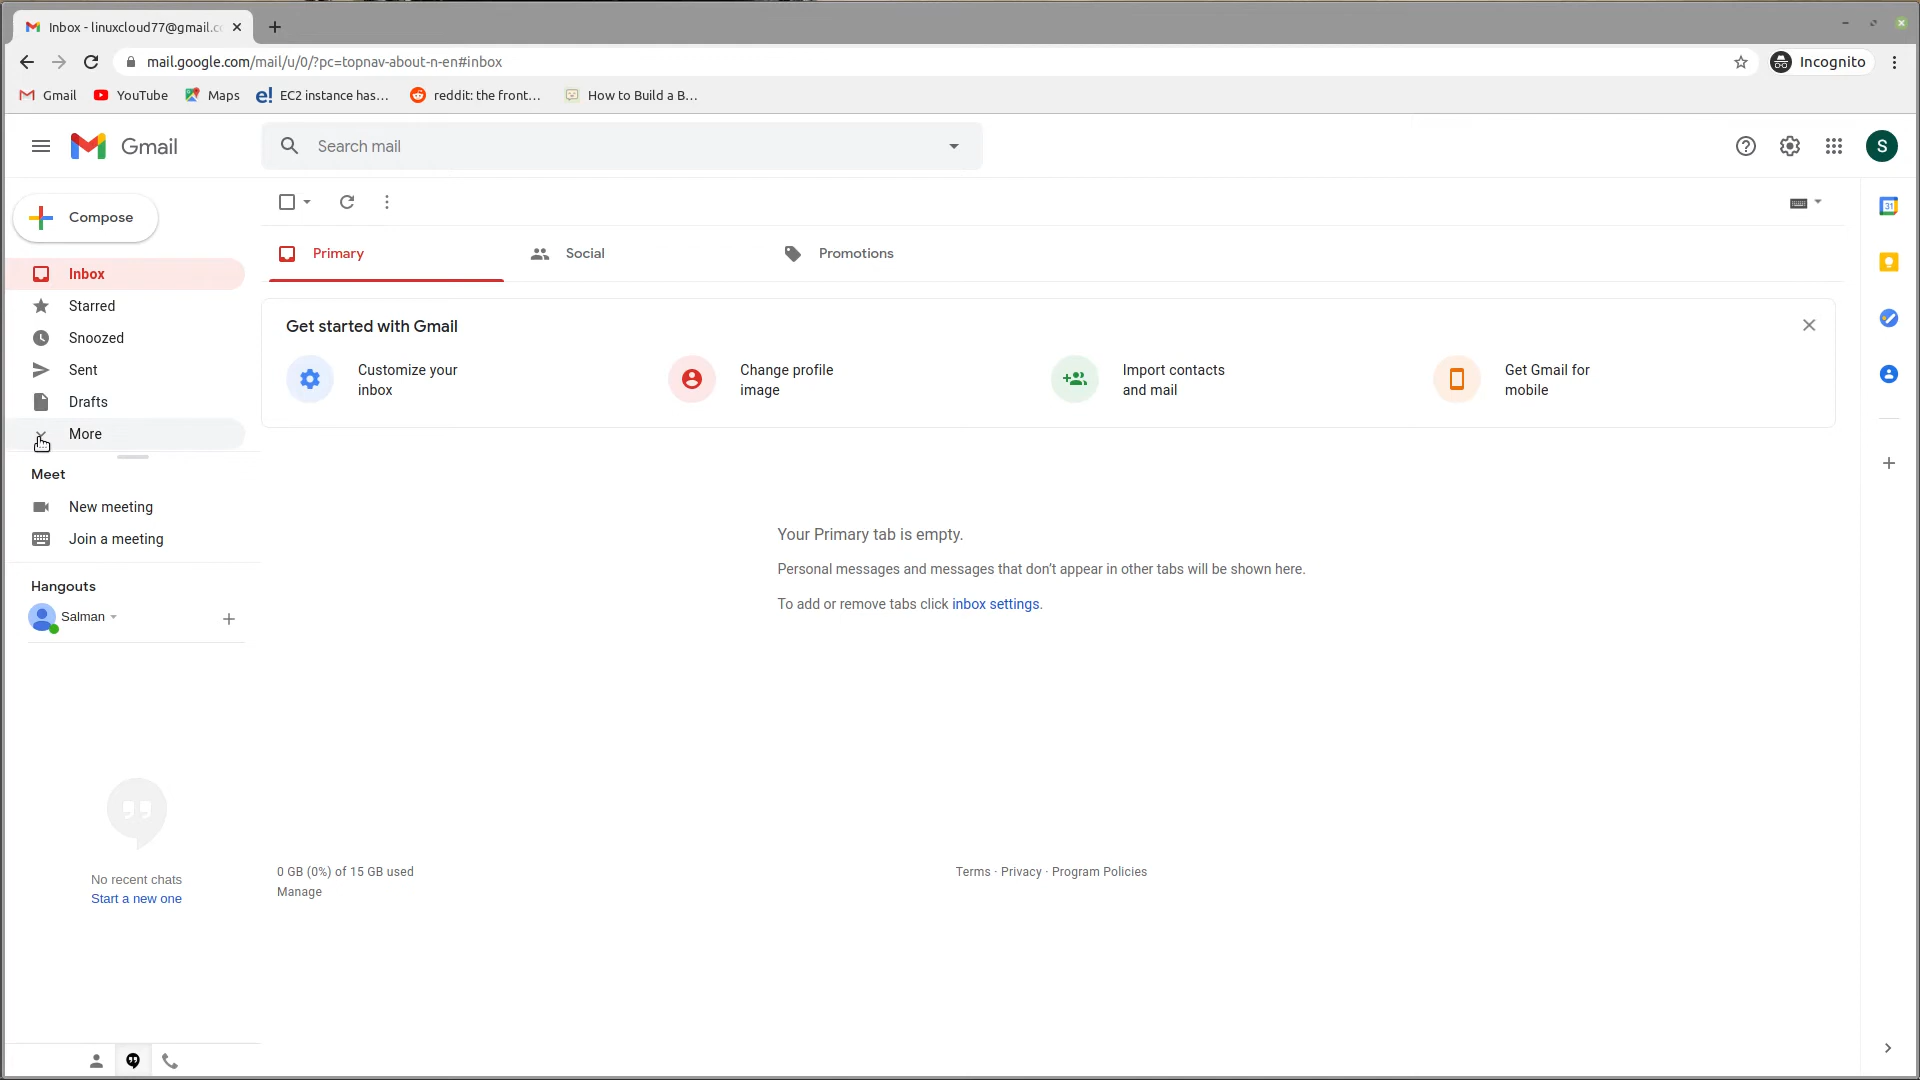 Inbox - linuxcloud77@gmail.c
mail.google.com/mail/u/0/?pc=topnav-about-n-en#inbox
Incognito
Gmail
YouTube
Maps
e! EC2 instance has...
reddit: the front...
How to Build a B...
Gmail
Search mail
S
Compose
Inbox
Starred
Snoozed
Sent
Drafts
More
Meet
New meeting
Join a meeting
Hangouts
Salman
No recent chats
Start a new one
Primary
Social
Promotions
Get started with Gmail
Customize your
inbox
Change profile
image
Import contacts
and mail
Get Gmail for
mobile
Your Primary tab is empty.
Personal messages and messages that don't appear in other tabs will be shown here.
To add or remove tabs click inbox settings.
0 GB (0%) of 15 GB used
Manage
Terms · Privacy · Program Policies
31